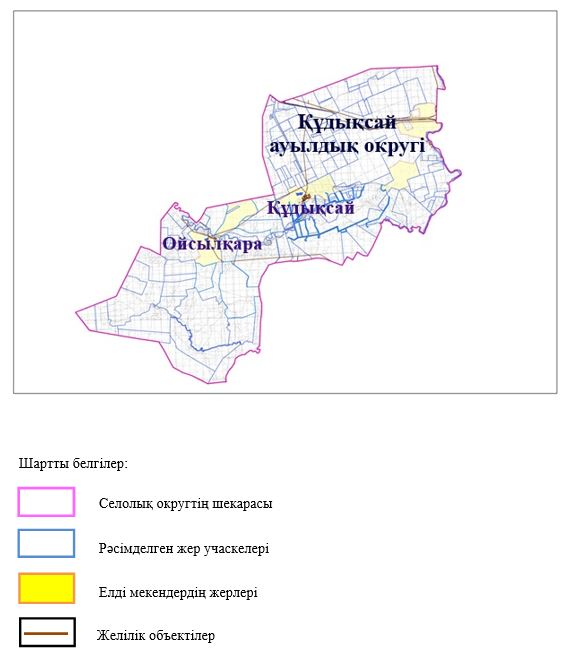 Құдықсай
ауылдық округі
Құдықсай
Ойсылқара
Шартты белгілер:
Селолық округтің шекарасы
Рәсімделген жер учаскелері
Елді мекендердің жерлері
Желілік объектілер